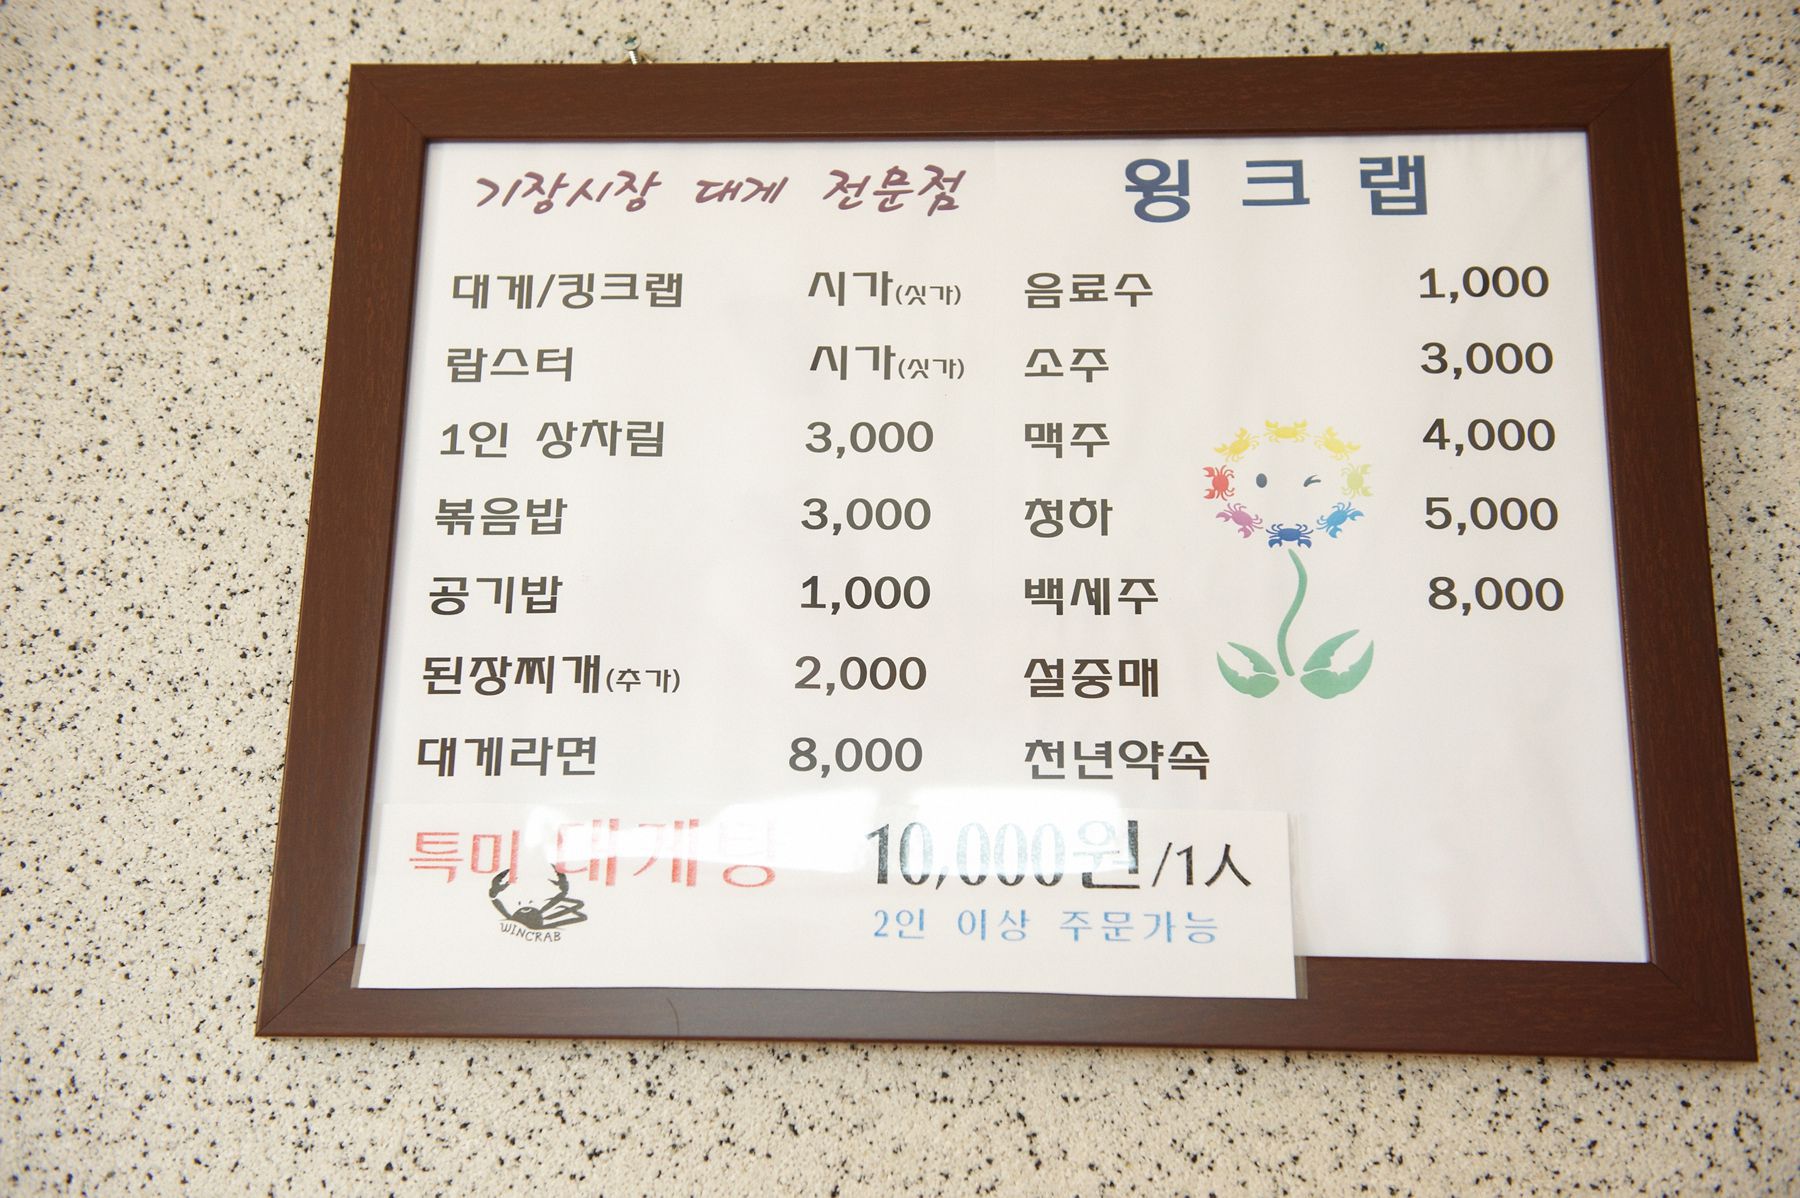 기장시장 대게 전문점
윙크랩
대게/킹크랩 시가(싯가)
랍스터 시가(싯가)
1인 상차림 3,000
볶음밥 3,000
공기밥 1,000
된장찌개(추가) 2,000
대게라면 8,000
음료수 1,000
소주 3,000
맥주 4,000
청하 5,000
백세주 8,000
설중매
천년약속
특미 대게탕 10,000원/1人
2인 이상 주문가능
WINCRAB